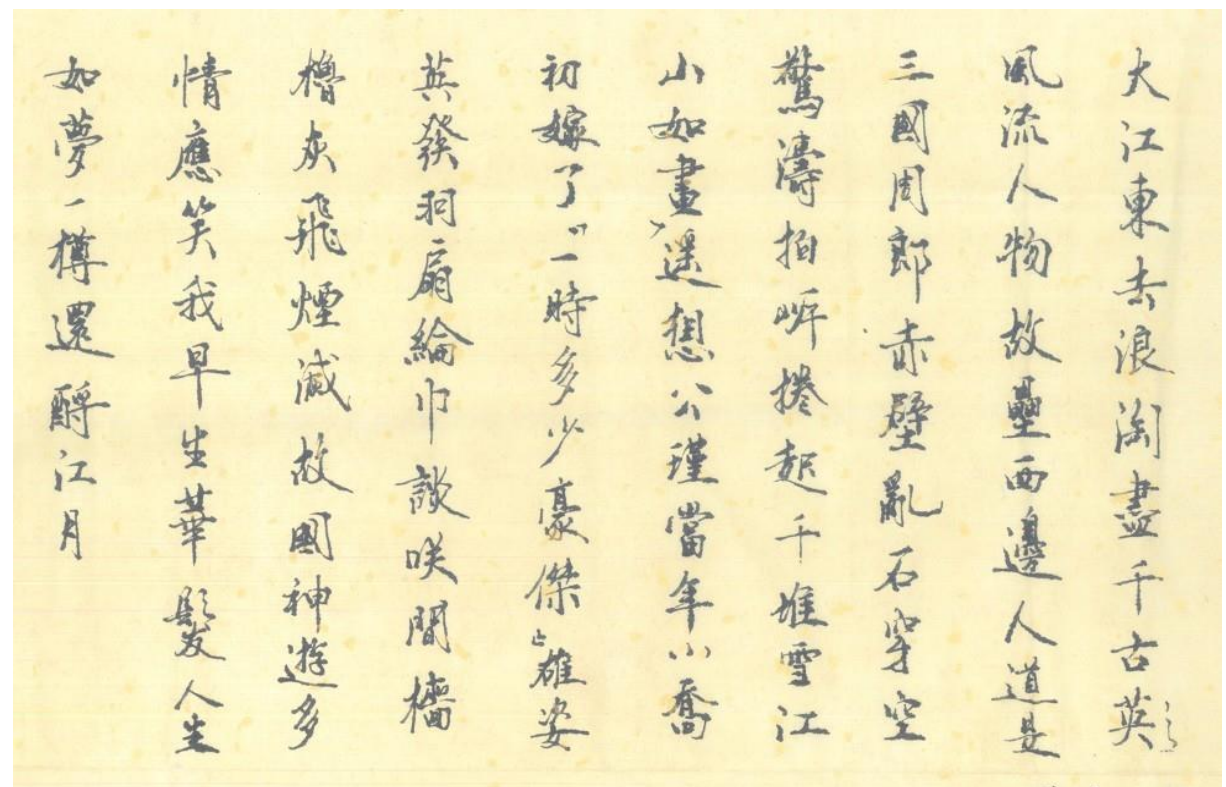 大江東去浪淘盡千古英
風流人物故壘西邊人道是
三國周郎赤壁亂石穿空
驚濤拍岸捲起千堆雪江
山如畫遥想公瑾當年小喬
初嫁了一時多少豪傑雄姿
英發羽扇綸巾談咲間檣
櫓灰飛煙滅故國神遊多
情應笑我早生華髮人生
如夢一樽還酹江月